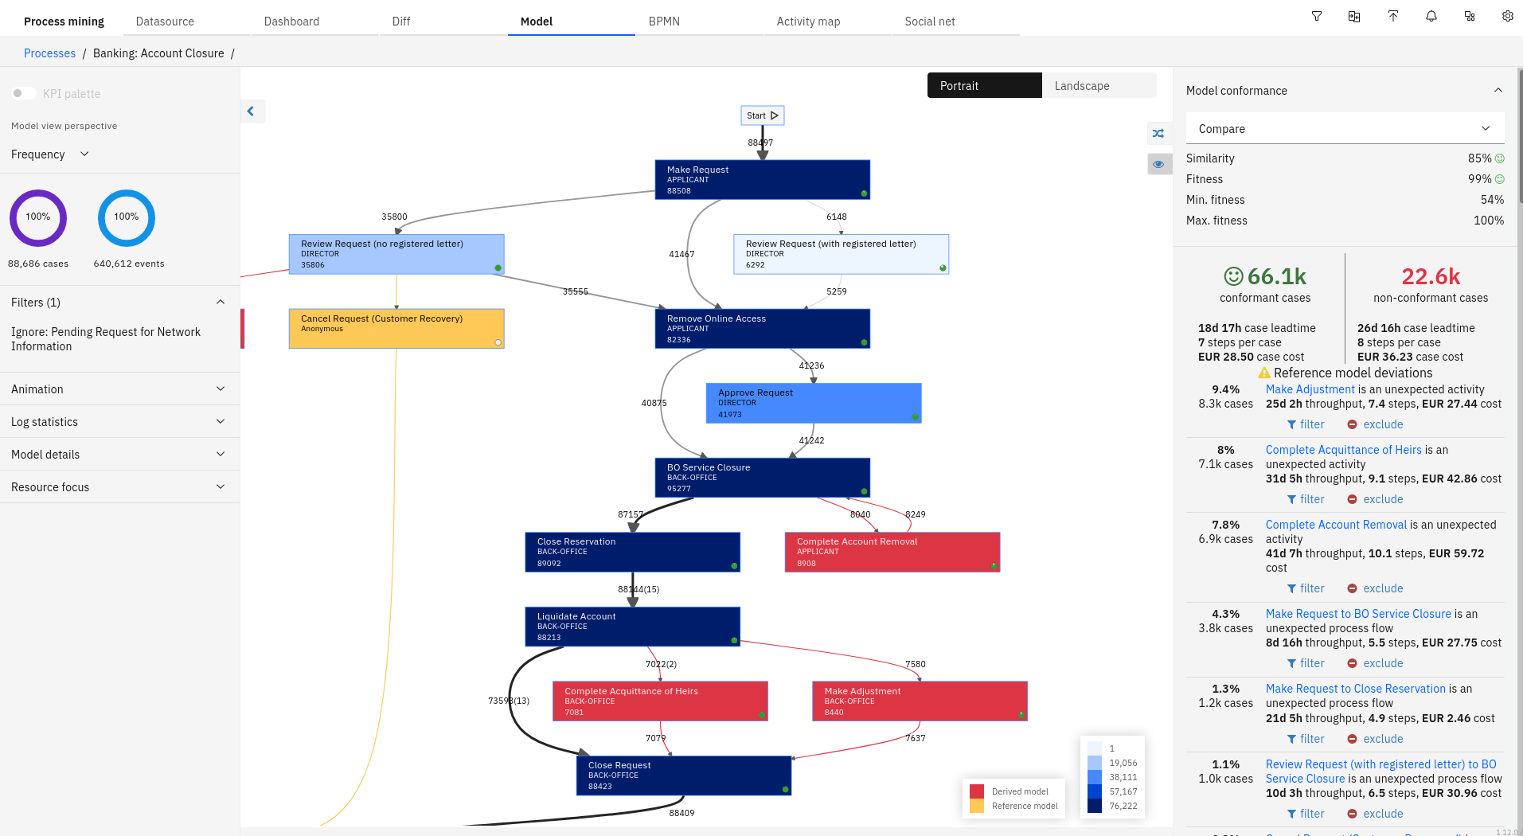 Process mining
Datasource
Dashboard
Diff
Model
BPMN
Activity map
Social net
Processes / Banking: Account Closure /
KPI palette
Model view perspective
Frequency
100%
100%
88,686 cases
640,612 events
Filters (1)
Ignore: Pending Request for Network
Information
Animation
Log statistics
Model details
Resource focus
Portrait
Landscape
Start
88497
Make Request
APPLICANT
88508
35800
6148
Review Request (no registered letter)
DIRECTOR
35806
41467
Review Request (with registered letter)
DIRECTOR
6292
35555
5259
Cancel Request (Customer Recovery)
Anonymous
Remove Online Access
APPLICANT
82336
41236
40875
Approve Request
DIRECTOR
41973
41242
BO Service Closure
BACK-OFFICE
95277
87157
8040
8249
Close Reservation
BACK-OFFICE
89092
Complete Account Removal
APPLICANT
8908
88144(15)
Liquidate Account
BACK-OFFICE
88213
7022(2)
7580
73598(13)
Complete Acquittance of Heirs
BACK-OFFICE
7081
Make Adjustment
BACK-OFFICE
8440
7079
7637
Close Request
BACK-OFFICE
88423
88409
Derived model
Reference model
1
19,056
38,111
57,167
76,222
Model conformance
Compare
Similarity 85%
Fitness 99%
Min. fitness 54%
Max. fitness 100%
66.1k
conformant cases
22.6k
non-conformant cases
18d 17h case leadtime
7 steps per case
EUR 28.50 case cost
26d 16h case leadtime
8 steps per case
EUR 36.23 case cost
Reference model deviations
9.4%
8.3k cases
Make Adjustment is an unexpected activity
25d 2h throughput, 7.4 steps, EUR 27.44 cost
filter exclude
8%
7.1k cases
Complete Acquittance of Heirs is an
unexpected activity
31d 5h throughput, 9.1 steps, EUR 42.86 cost
filter exclude
7.8%
6.9k cases
Complete Account Removal is an unexpected
activity
41d 7h throughput, 10.1 steps, EUR 59.72
cost
filter exclude
4.3%
3.8k cases
Make Request to BO Service Closure is an
unexpected process flow
8d 16h throughput, 5.5 steps, EUR 27.75 cost
filter exclude
1.3%
1.2k cases
Make Request to Close Reservation is an
unexpected process flow
21d 5h throughput, 4.9 steps, EUR 2.46 cost
filter exclude
1.1%
1.0k cases
Review Request (with registered letter) to BO
Service Closure is an unexpected process flow
10d 3h throughput, 6.5 steps, EUR 30.96 cost
filter exclude